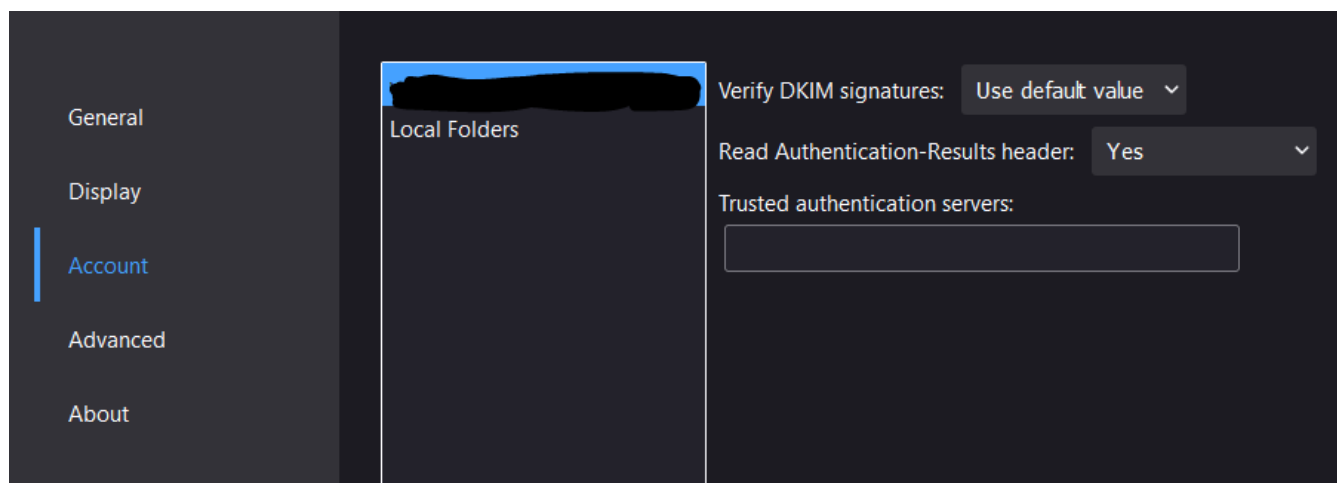 General
Display
Account
Advanced
About
Local Folders
Verify DKIM signatures: Use default value
Read Authentication-Results header: Yes
Trusted authentication servers: